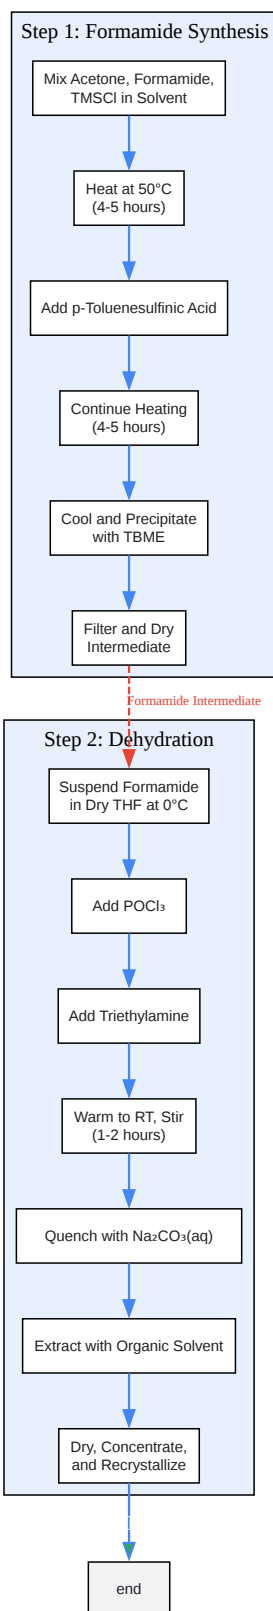 Step 1: Formamide Synthesis
Mix Acetone, Formamide,
TMSCl in Solvent
Heat at 50°C
(4-5 hours)
Add p-Toluenesulfinic Acid
Continue Heating
(4-5 hours)
Cool and Precipitate
with TBME
Filter and Dry
Intermediate
Formamide Intermediate
Step 2: Dehydration
Suspend Formamide
in Dry THF at 0°C
Add POCl₃
Add Triethylamine
Warm to RT, Stir
(1-2 hours)
Quench with Na₂CO₃(aq)
Extract with Organic Solvent
Dry, Concentrate,
and Recrystallize
end